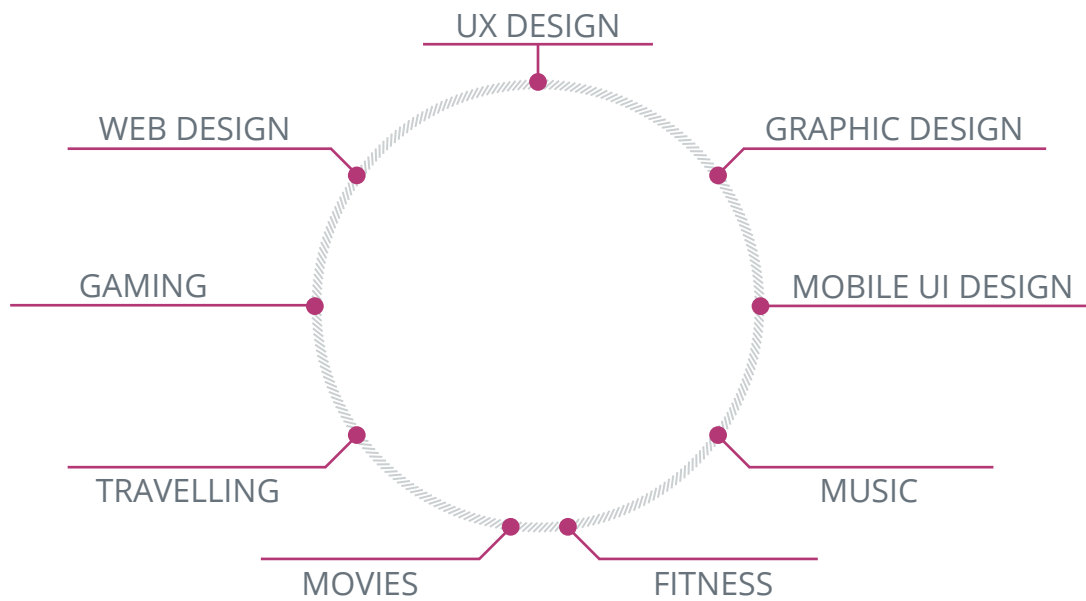 UX DESIGN
WEB DESIGN
GRAPHIC DESIGN
GAMING
MOBILE UI DESIGN
TRAVELLING
MUSIC
MOVIES
FITNESS